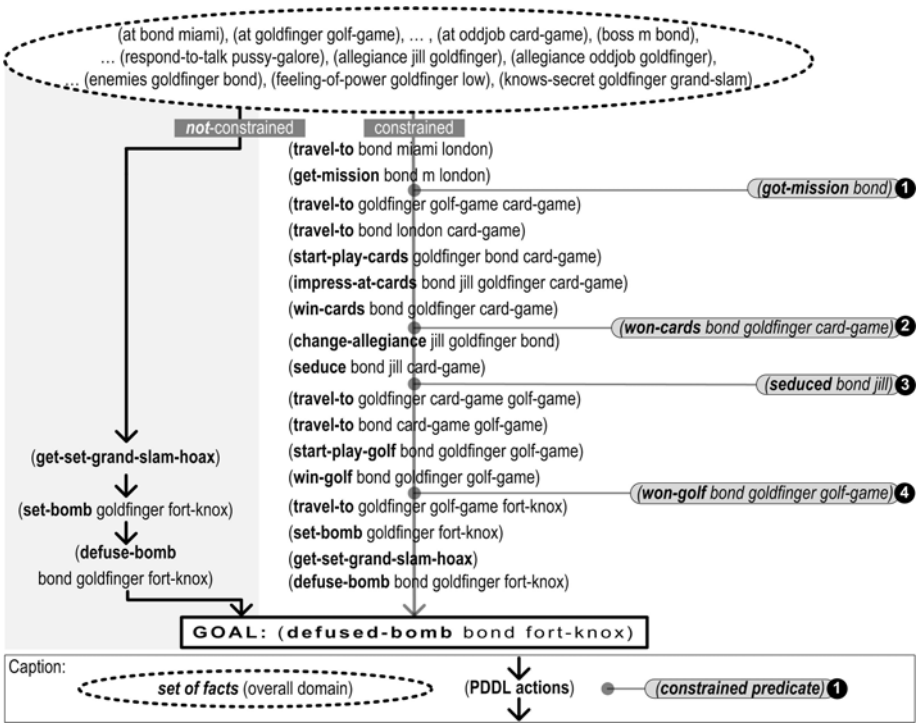 (at bond miami), (at goldfinger golf-game), … , (at oddjob card-game), (boss m bond),
… (respond-to-talk pussy-galore), (allegiance jill goldfinger), (allegiance oddjob goldfinger),
… (enemies goldfinger bond), (feeling-of-power goldfinger low), (knows-secret goldfinger grand-slam)
not-constrained
constrained
(travel-to bond miami london)
(get-mission bond m london)
(got-mission bond) 1
(travel-to goldfinger golf-game card-game)
(travel-to bond london card-game)
(start-play-cards goldfinger bond card-game)
(impress-at-cards bond jill goldfinger card-game)
(win-cards bond goldfinger card-game)
(won-cards bond goldfinger card-game) 2
(change-allegiance jill goldfinger bond)
(seduce bond jill card-game)
(seduced bond jill) 3
(travel-to goldfinger card-game golf-game)
(travel-to bond card-game golf-game)
(start-play-golf bond goldfinger golf-game)
(win-golf bond goldfinger golf-game)
(won-golf bond goldfinger golf-game) 4
(travel-to goldfinger golf-game fort-knox)
(set-bomb goldfinger fort-knox)
(get-set-grand-slam-hoax)
(defuse-bomb bond goldfinger fort-knox)
(get-set-grand-slam-hoax)
(set-bomb goldfinger fort-knox)
(defuse-bomb
bond goldfinger fort-knox)
GOAL: (defused-bomb bond fort-knox)
Caption:
set of facts (overall domain)
(PDDL actions)
(constrained predicate) 1